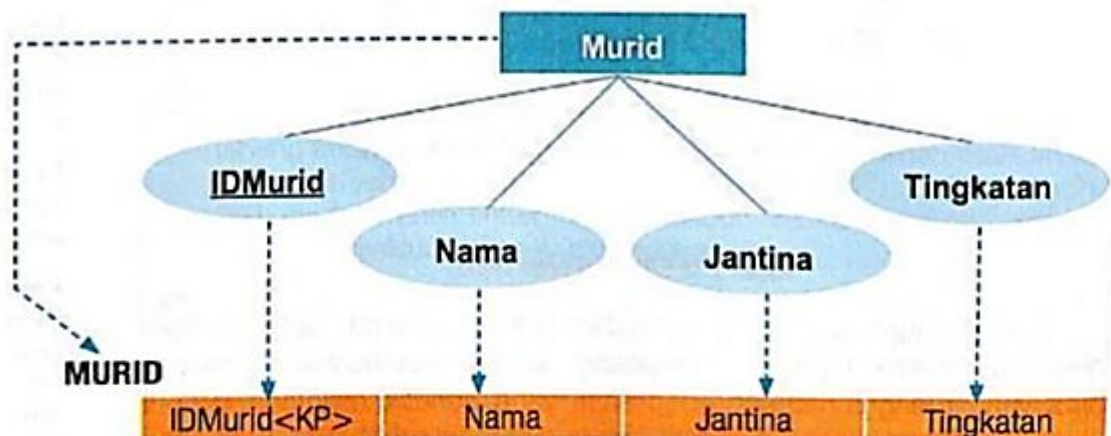 Murid
IDMurid
Tingkatan
Nama
Jantina
MURID
IDMurid<KP> Nama Jantina Tingkatan